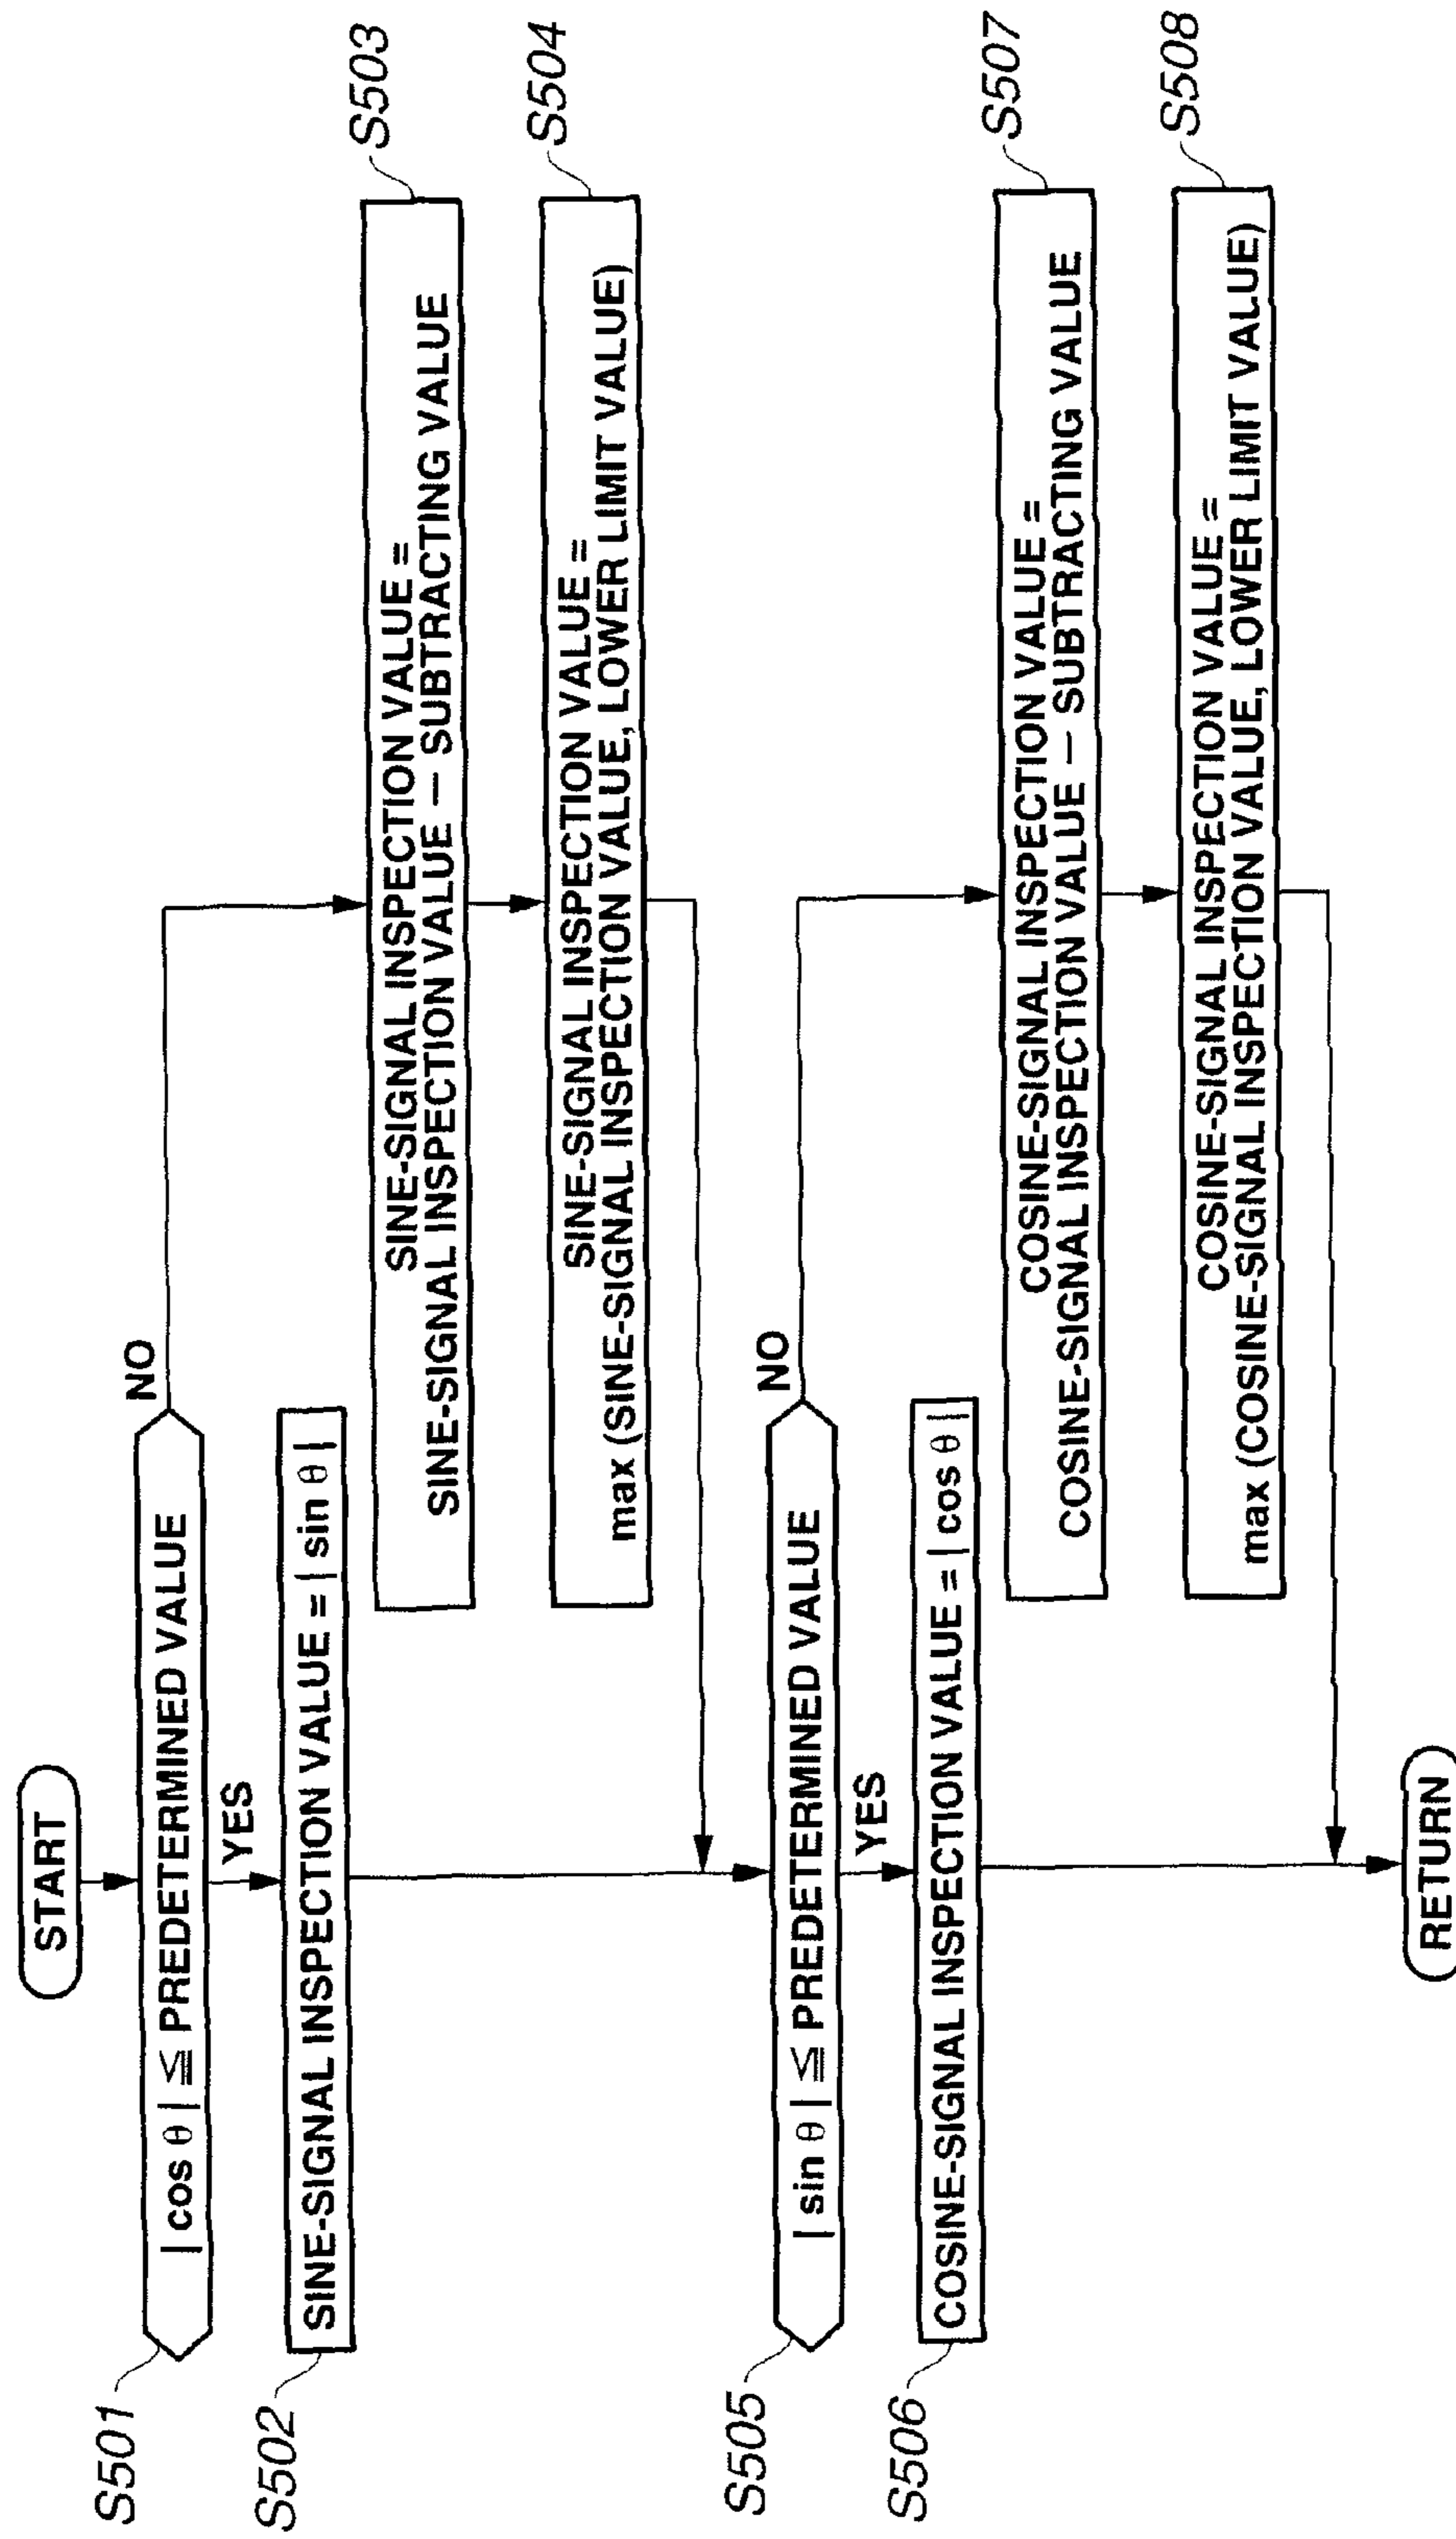 START
| cos θ | ≦ PREDETERMINED VALUE
S501
NO
YES
SINE-SIGNAL INSPECTION VALUE = | sin θ |
S502
SINE-SIGNAL INSPECTION VALUE =
SINE-SIGNAL INSPECTION VALUE – SUBTRACTING VALUE
S503
SINE-SIGNAL INSPECTION VALUE =
max (SINE-SIGNAL INSPECTION VALUE, LOWER LIMIT VALUE)
S504
| sin θ | ≦ PREDETERMINED VALUE
S505
NO
YES
COSINE-SIGNAL INSPECTION VALUE = | cos θ |
S506
COSINE-SIGNAL INSPECTION VALUE =
COSINE-SIGNAL INSPECTION VALUE – SUBTRACTING VALUE
S507
COSINE-SIGNAL INSPECTION VALUE =
max (COSINE-SIGNAL INSPECTION VALUE, LOWER LIMIT VALUE)
S508
RETURN